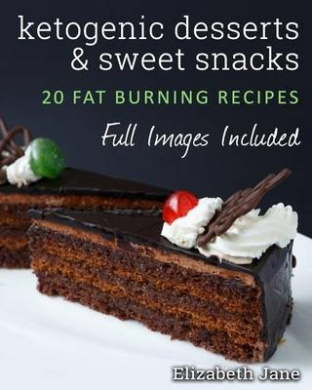 ketogenic desserts
& sweet snacks
20 FAT BURNING RECIPES
Full Images Included
Elizabeth Jane